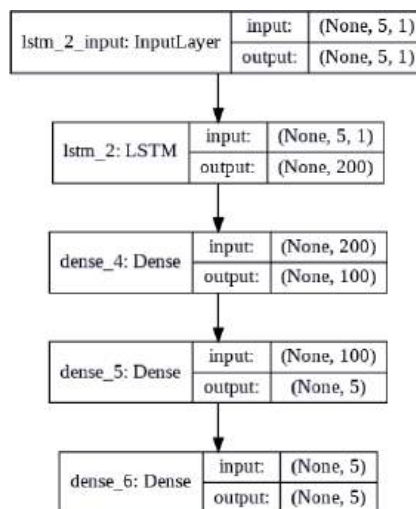 lstm_2_input: InputLayer
input: (None, 5, 1)
output: (None, 5, 1)
lstm_2: LSTM
input: (None, 5, 1)
output: (None, 200)
dense_4: Dense
input: (None, 200)
output: (None, 100)
dense_5: Dense
input: (None, 100)
output: (None, 5)
dense_6: Dense
input: (None, 5)
output: (None, 5)